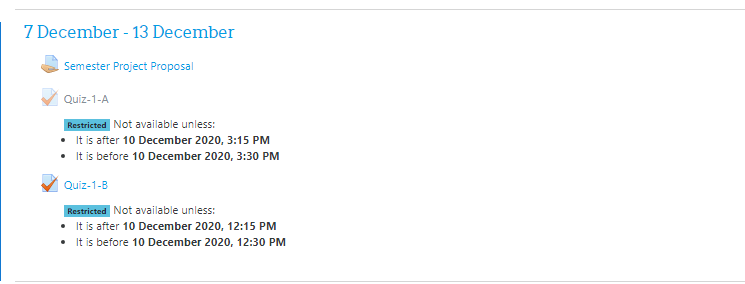 7 December - 13 December
Semester Project Proposal
Quiz-1-A
Restricted Not available unless:
It is after 10 December 2020, 3:15 PM
It is before 10 December 2020, 3:30 PM
Quiz-1-B
Restricted Not available unless:
It is after 10 December 2020, 12:15 PM
It is before 10 December 2020, 12:30 PM